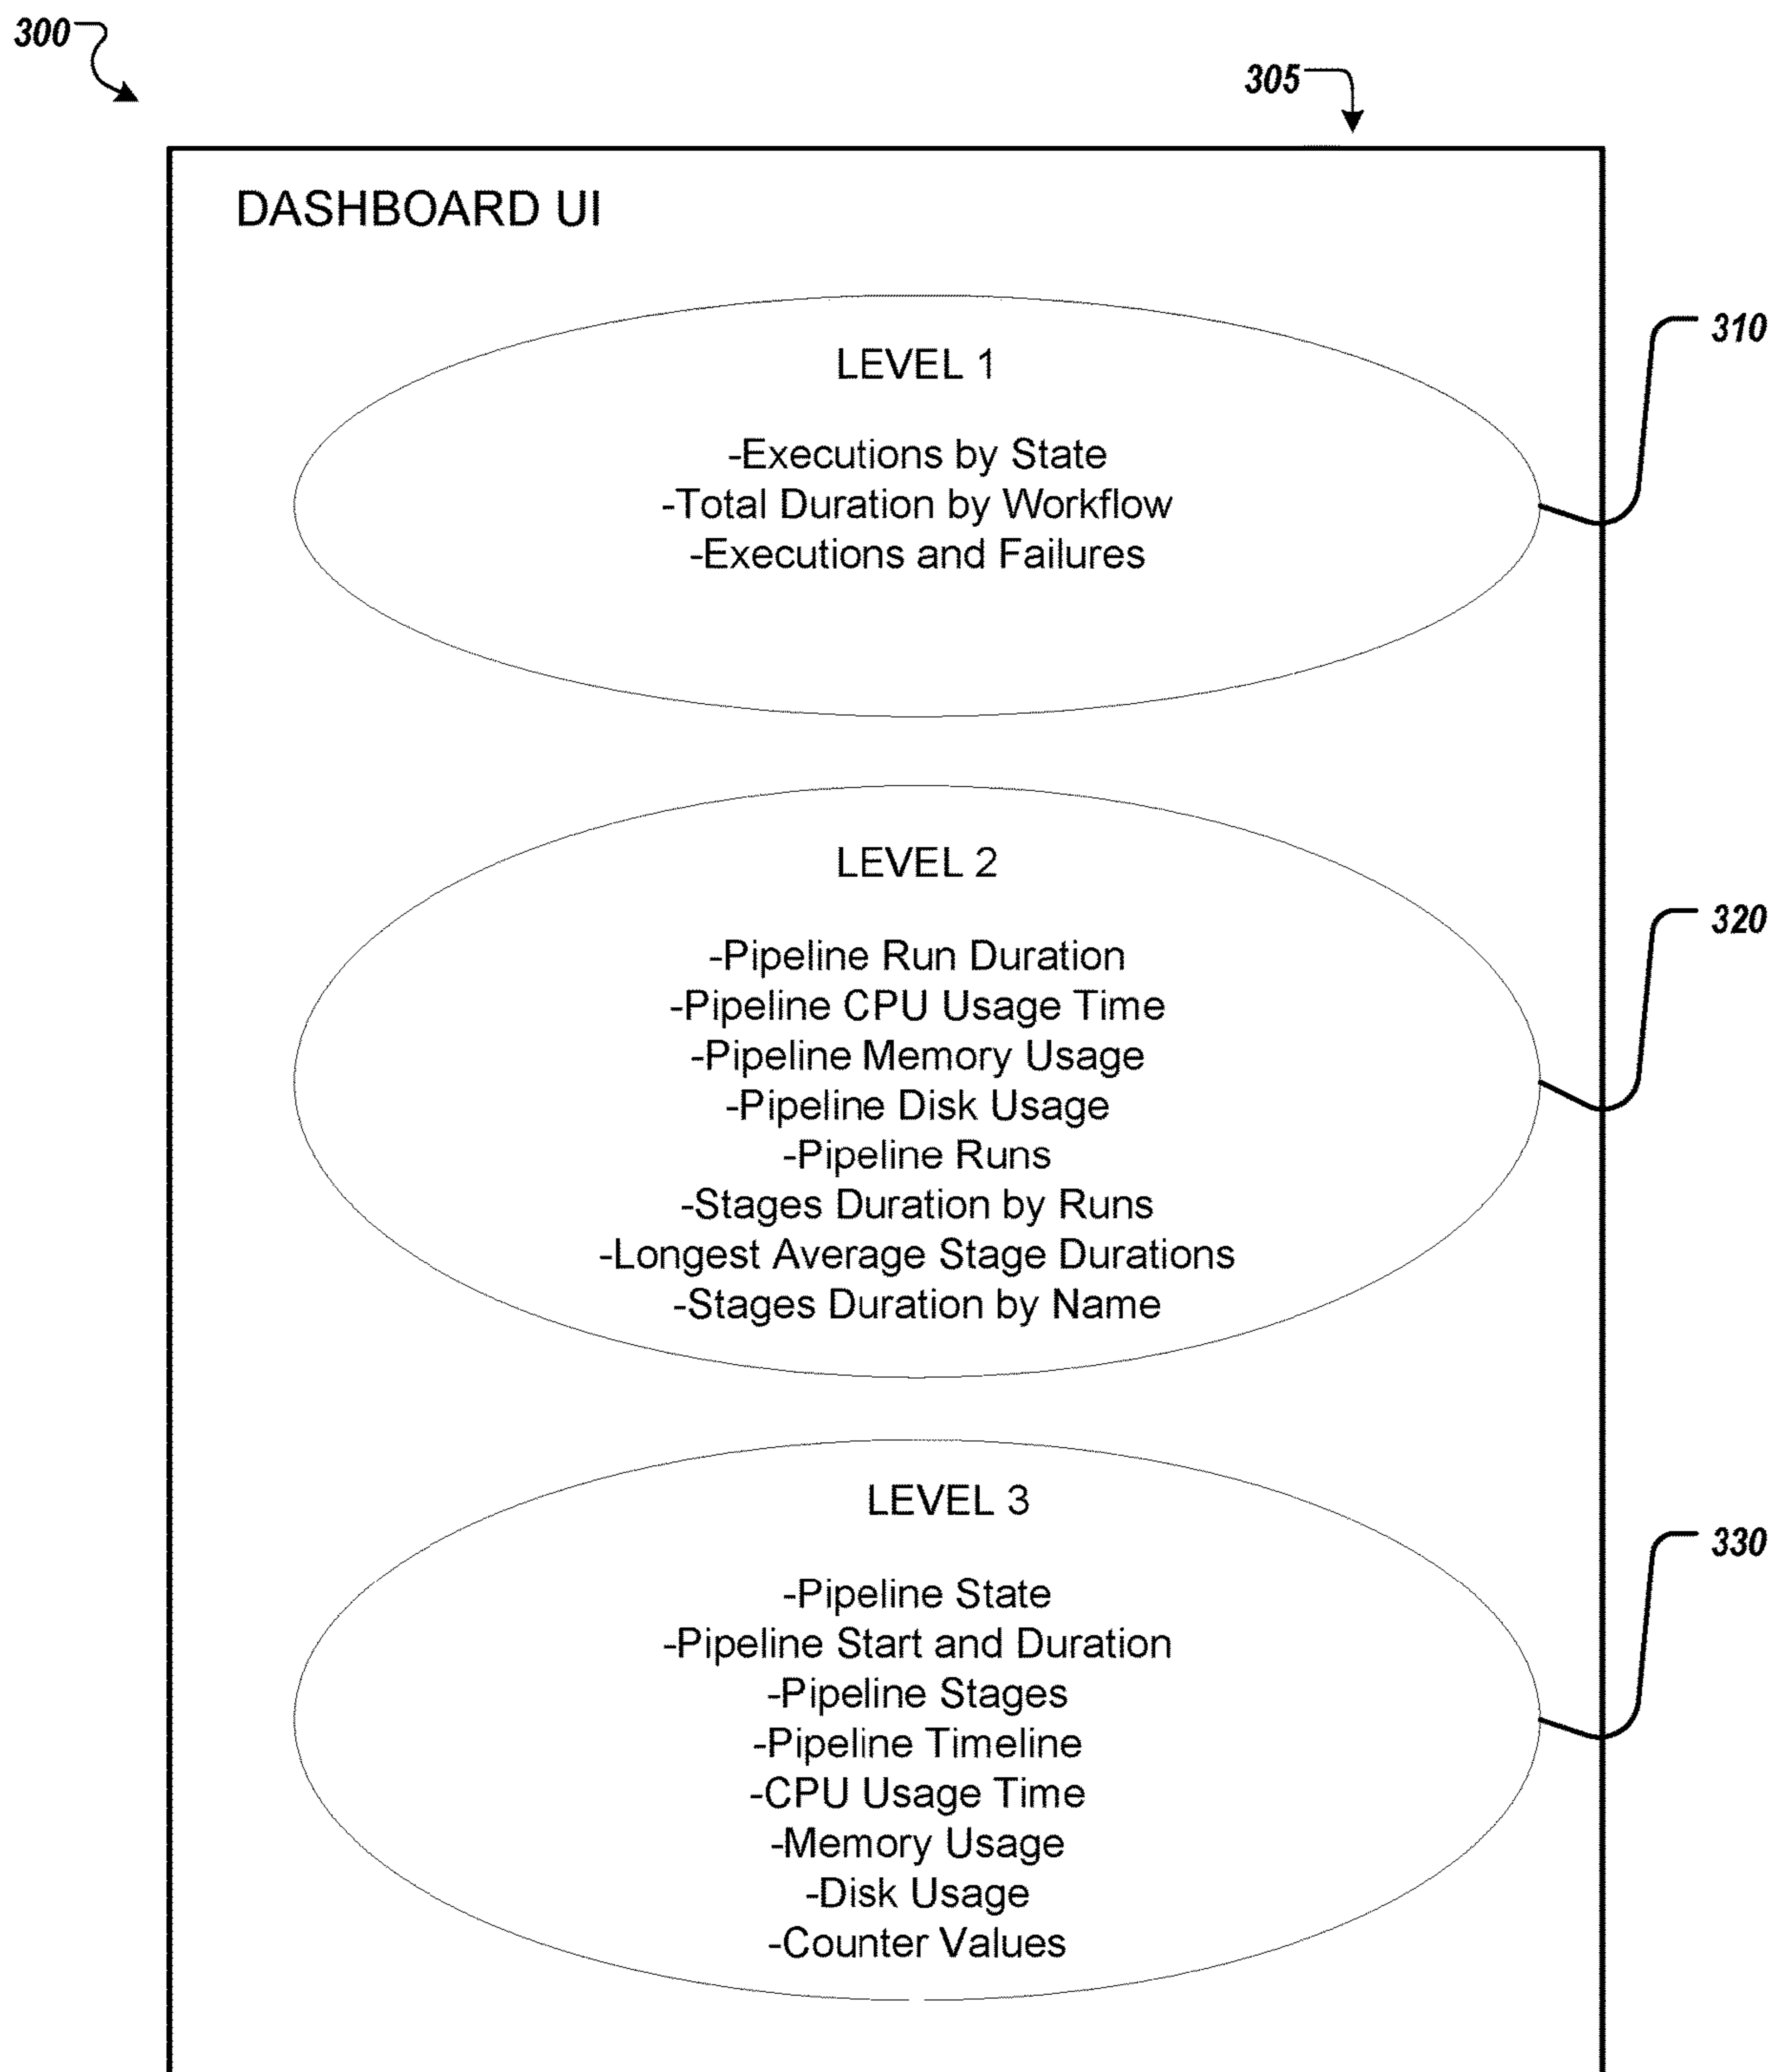 300
305
DASHBOARD UI
310
LEVEL 1
-Executions by State
-Total Duration by Workflow
-Executions and Failures
LEVEL 2
320
-Pipeline Run Duration
-Pipeline CPU Usage Time
-Pipeline Memory Usage
-Pipeline Disk Usage
-Pipeline Runs
-Stages Duration by Runs
-Longest Average Stage Durations
-Stages Duration by Name
LEVEL 3
330
-Pipeline State
-Pipeline Start and Duration
-Pipeline Stages
-Pipeline Timeline
-CPU Usage Time
-Memory Usage
-Disk Usage
-Counter Values